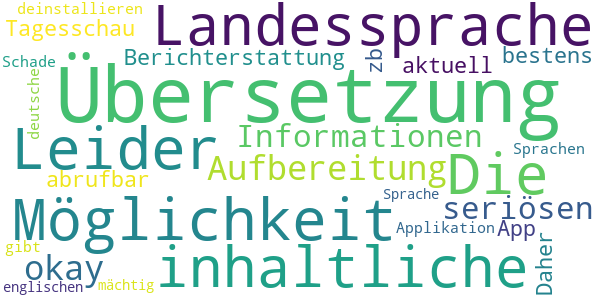 deinstallieren
Tagesschau
Landessprache
Schade
Berichterstattung
zb
aktuell
bestens
deutsche
Übersetzung
Leider
Informationen
Sprachen
Aufbereitung
Die
abrufbar
Möglichkeit
Sprache
seriösen
Applikation
App
gibt
okay
inhaltliche
Daher
englischen
mächtig